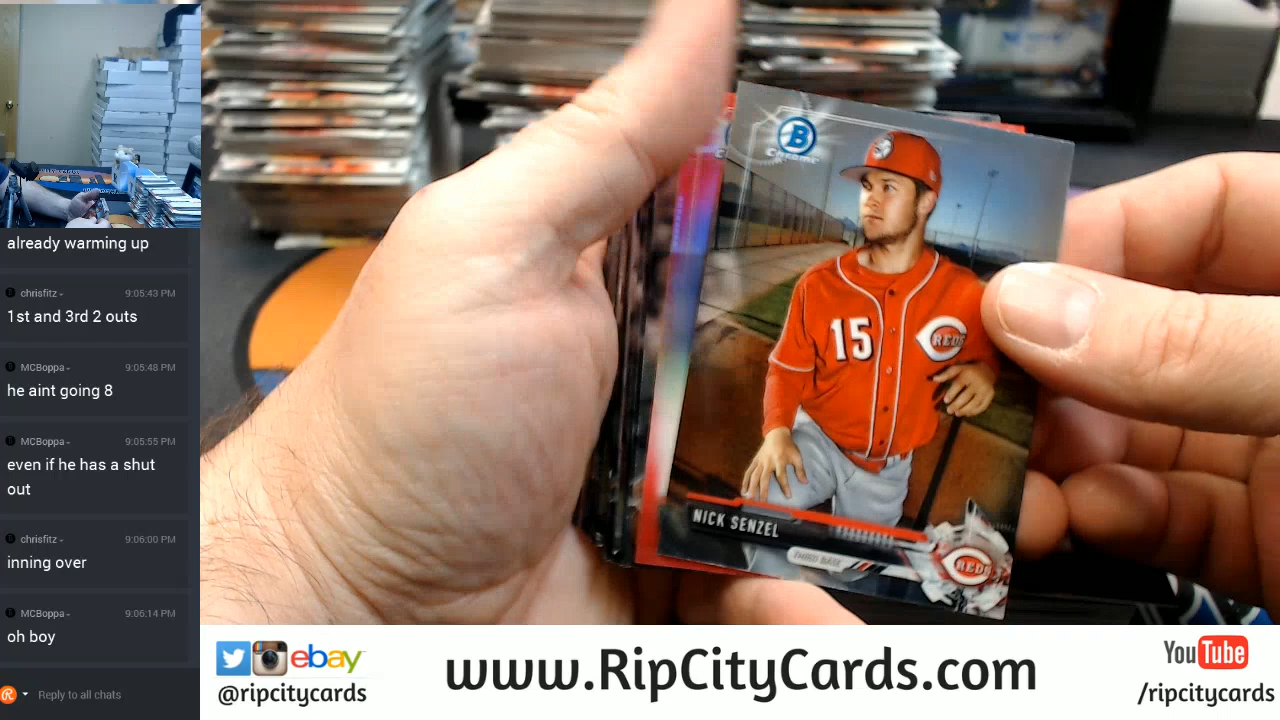 already warming up
chrisfitz
9:05:43 PM
1st and 3rd 2 outs
MCBoppa
9:05:48 PM
he aint going 8
MCBoppa
9:05:55 PM
even if he has a shut
out
chrisfitz
9:06:00 PM
inning over
MCBoppa
9:06:14 PM
oh boy
Reply to all chats
B
CHROME
15
REDS
NICK SENZEL
THIRD BASE
REDS
ebay
@ripcitycards
www.RipCityCards.com
YouTube
/ripcitycards